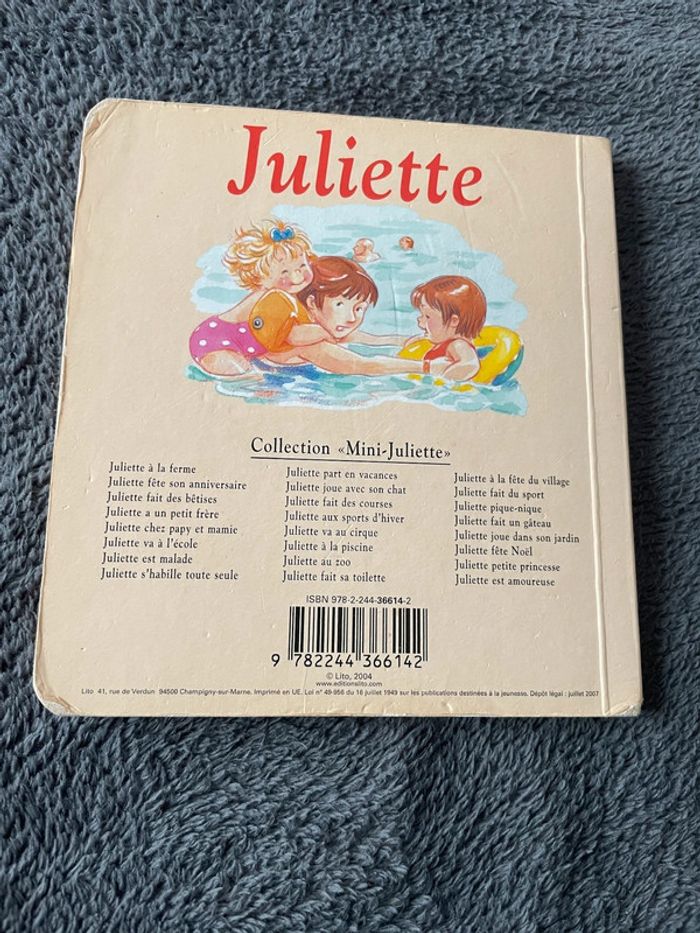 Juliette
Collection «Mini-Juliette»
Juliette à la ferme
Juliette fête son anniversaire
Juliette fait des bêtises
Juliette a un petit frère
Juliette chez papy et mamie
Juliette va à l'école
Juliette est malade
Juliette s'habille toute seule
Juliette part en vacances
Juliette joue avec son chat
Juliette fait des courses
Juliette aux sports d'hiver
Juliette va au cirque
Juliette à la piscine
Juliette au zoo
Juliette fait sa toilette
Juliette à la fête du village
Juliette fait du sport
Juliette pique-nique
Juliette fait un gâteau
Juliette joue dans son jardin
Juliette fête Noël
Juliette petite princesse
Juliette est amoureuse
ISBN 978-2-244-36614-2
9 782244 366142
© Lito, 2004
www.editionslito.com
Lito 41, rue de Verdun 94500 Champigny-sur-Marne. Imprimé en UE. Loi n° 49-956 du 16 juillet 1949 sur les publications destinées à la jeunesse. Dépôt légal : juillet 2007